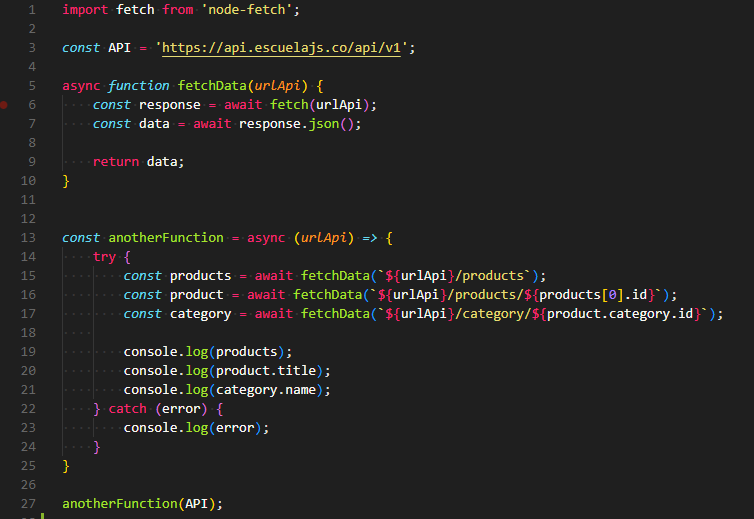 1 import fetch from 'node-fetch';
2
3 const API = 'https://api.escuelajs.co/api/v1';
4
5 async function fetchData(urlApi) {
6     const response = await fetch(urlApi);
7     const data = await response.json();
8
9     return data;
10 }
11
12
13 const anotherFunction = async (urlApi) => {
14     try {
15         const products = await fetchData(`${urlApi}/products`);
16         const product = await fetchData(`${urlApi}/products/${products[0].id}`);
17         const category = await fetchData(`${urlApi}/category/${product.category.id}`);
18
19         console.log(products);
20         console.log(product.title);
21         console.log(category.name);
22     } catch (error) {
23         console.log(error);
24     }
25 }
26
27 anotherFunction(API);